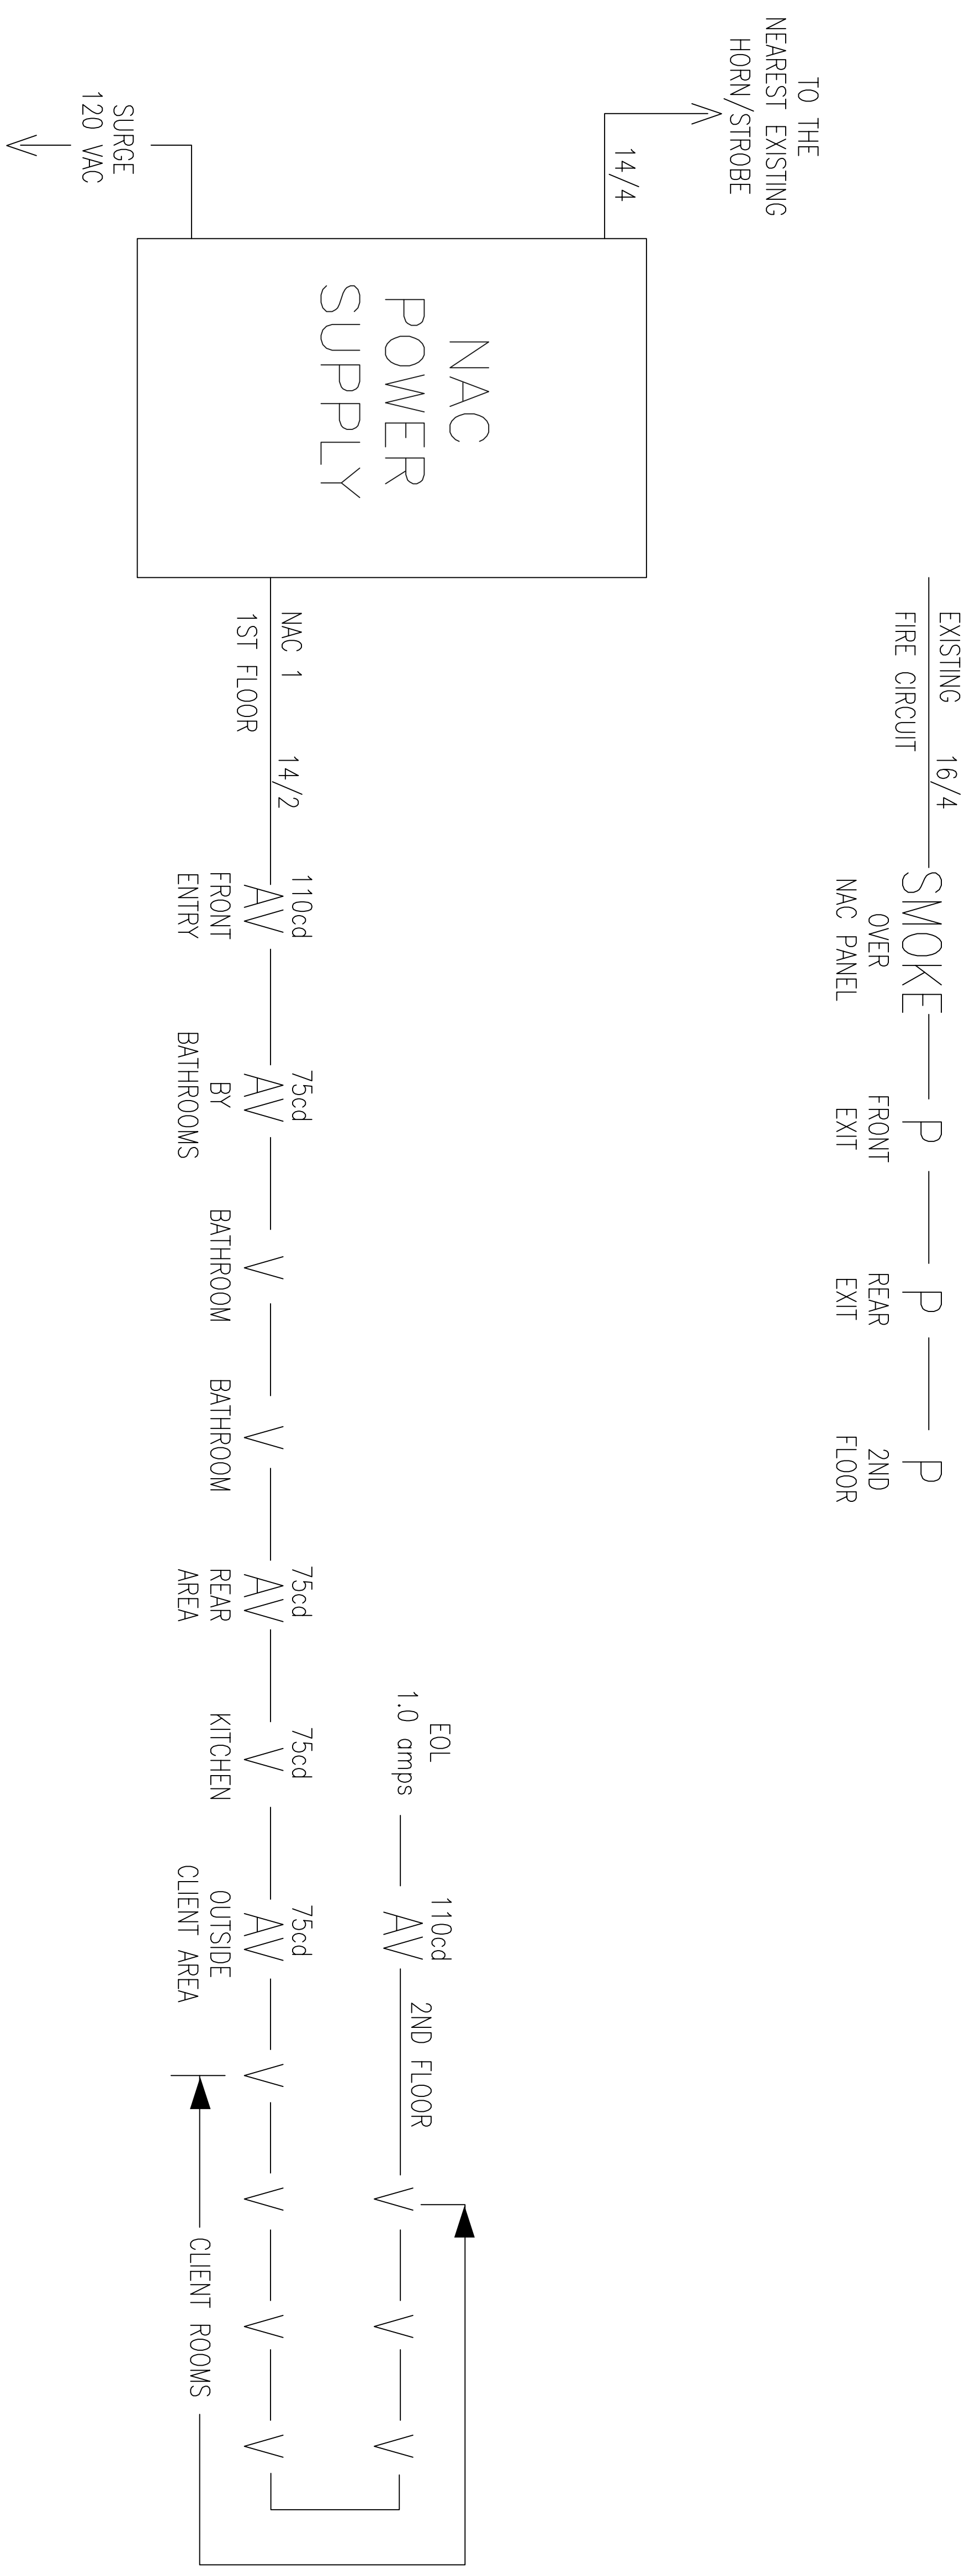 EXISTING
FIRE CIRCUIT
16/4
SMOKE
OVER
NAC PANEL
P
FRONT
EXIT
P
REAR
EXIT
P
2ND
FLOOR
TO THE
NEAREST EXISTING
HORN/STROBE
14/4
NAC
POWER
SUPPLY
SURGE
120 VAC
NAC 1
1ST FLOOR
14/2
110cd
AV
FRONT
ENTRY
75cd
AV
BY
BATHROOMS
V
BATHROOM
V
BATHROOM
75cd
AV
REAR
AREA
75cd
V
KITCHEN
75cd
AV
OUTSIDE
CLIENT AREA
V
V
V
V
CLIENT ROOMS
V
V
V
2ND FLOOR
110cd
AV
EOL
1.0 amps